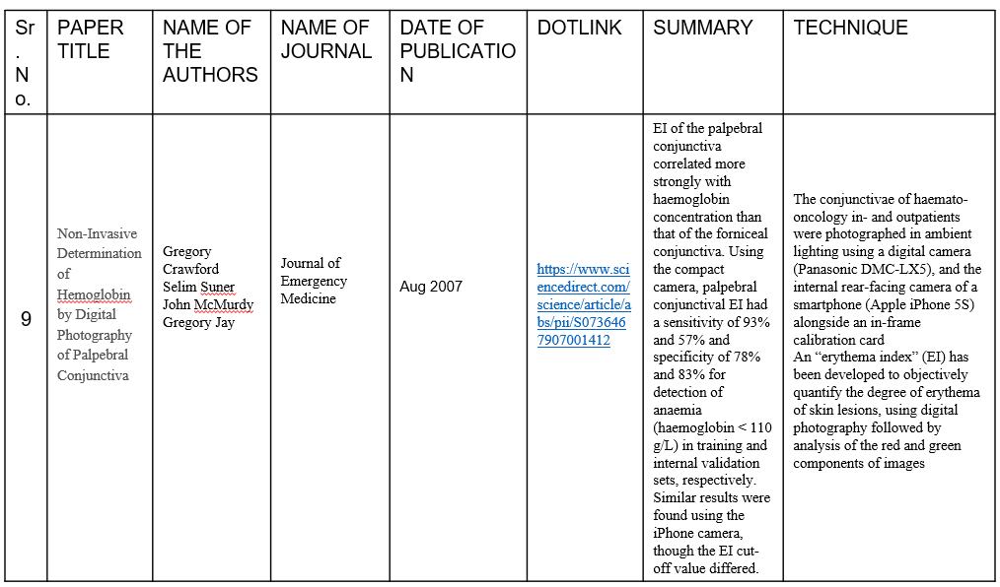 Sr
.
N
o.
PAPER
TITLE
NAME OF
THE
AUTHORS
NAME OF
JOURNAL
DATE OF
PUBLICATIO
N
DOTLINK
SUMMARY
TECHNIQUE
9
Non-Invasive
Determination
of
Hemoglobin
by Digital
Photography
of Palpebral
Conjunctiva
Gregory
Crawford
Selim Suner
John McMurdy
Gregory Jay
Journal of
Emergency
Medicine
Aug 2007
https://www.sci
encedirect.com/
science/article/a
bs/pii/S073646
7907001412
EI of the palpebral
conjunctiva
correlated more
strongly with
haemoglobin
concentration than
that of the forniceal
conjunctiva. Using
the compact
camera, palpebral
conjunctival EI had
a sensitivity of 93%
and 57% and
specificity of 78%
and 83% for
detection of
anaemia
(haemoglobin < 110
g/L) in training and
internal validation
sets, respectively.
Similar results were
found using the
iPhone camera,
though the EI cut-
off value differed.
The conjunctivae of haemato-
oncology in- and outpatients
were photographed in ambient
lighting using a digital camera
(Panasonic DMC-LX5), and the
internal rear-facing camera of a
smartphone (Apple iPhone 5S)
alongside an in-frame
calibration card
An “erythema index” (EI) has
been developed to objectively
quantify the degree of erythema
of skin lesions, using digital
photography followed by
analysis of the red and green
components of images